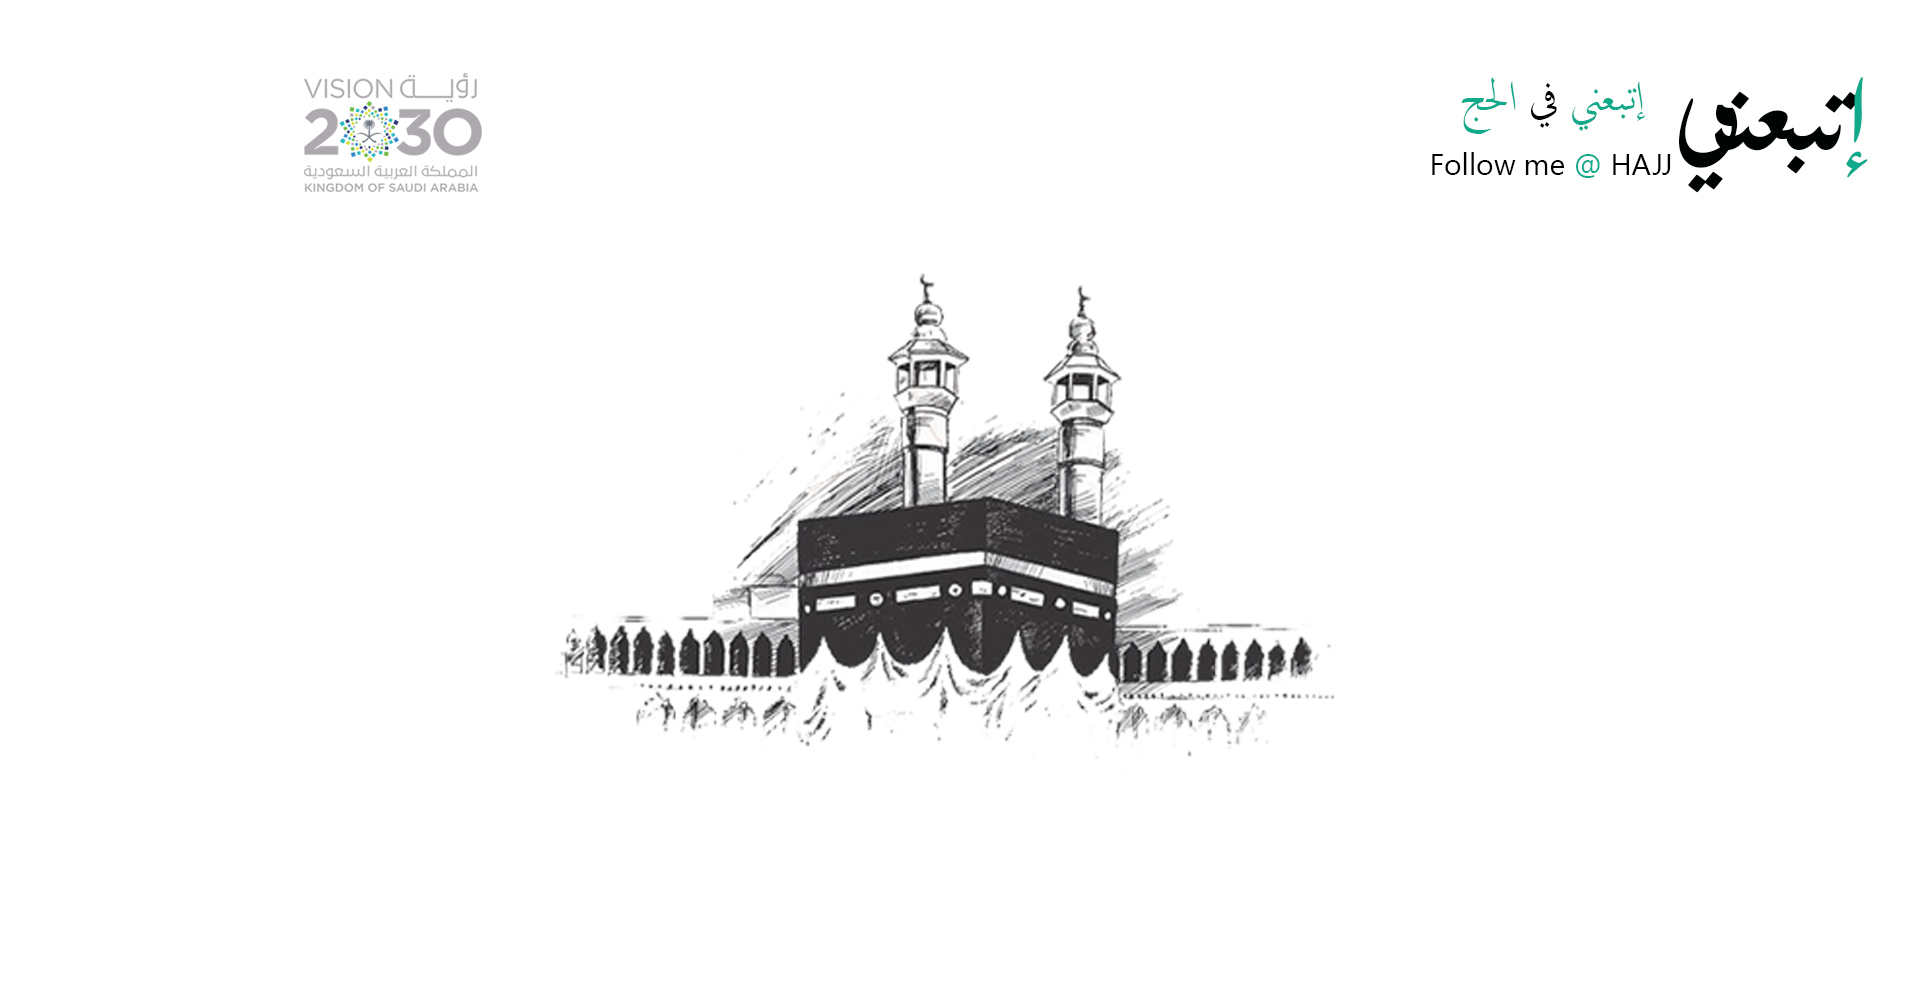 VISION رؤيــة
2030
المملكة العربية السعودية
KINGDOM OF SAUDI ARABIA
إتبعني في الحج
Follow me @ HAJJ
إتبعني